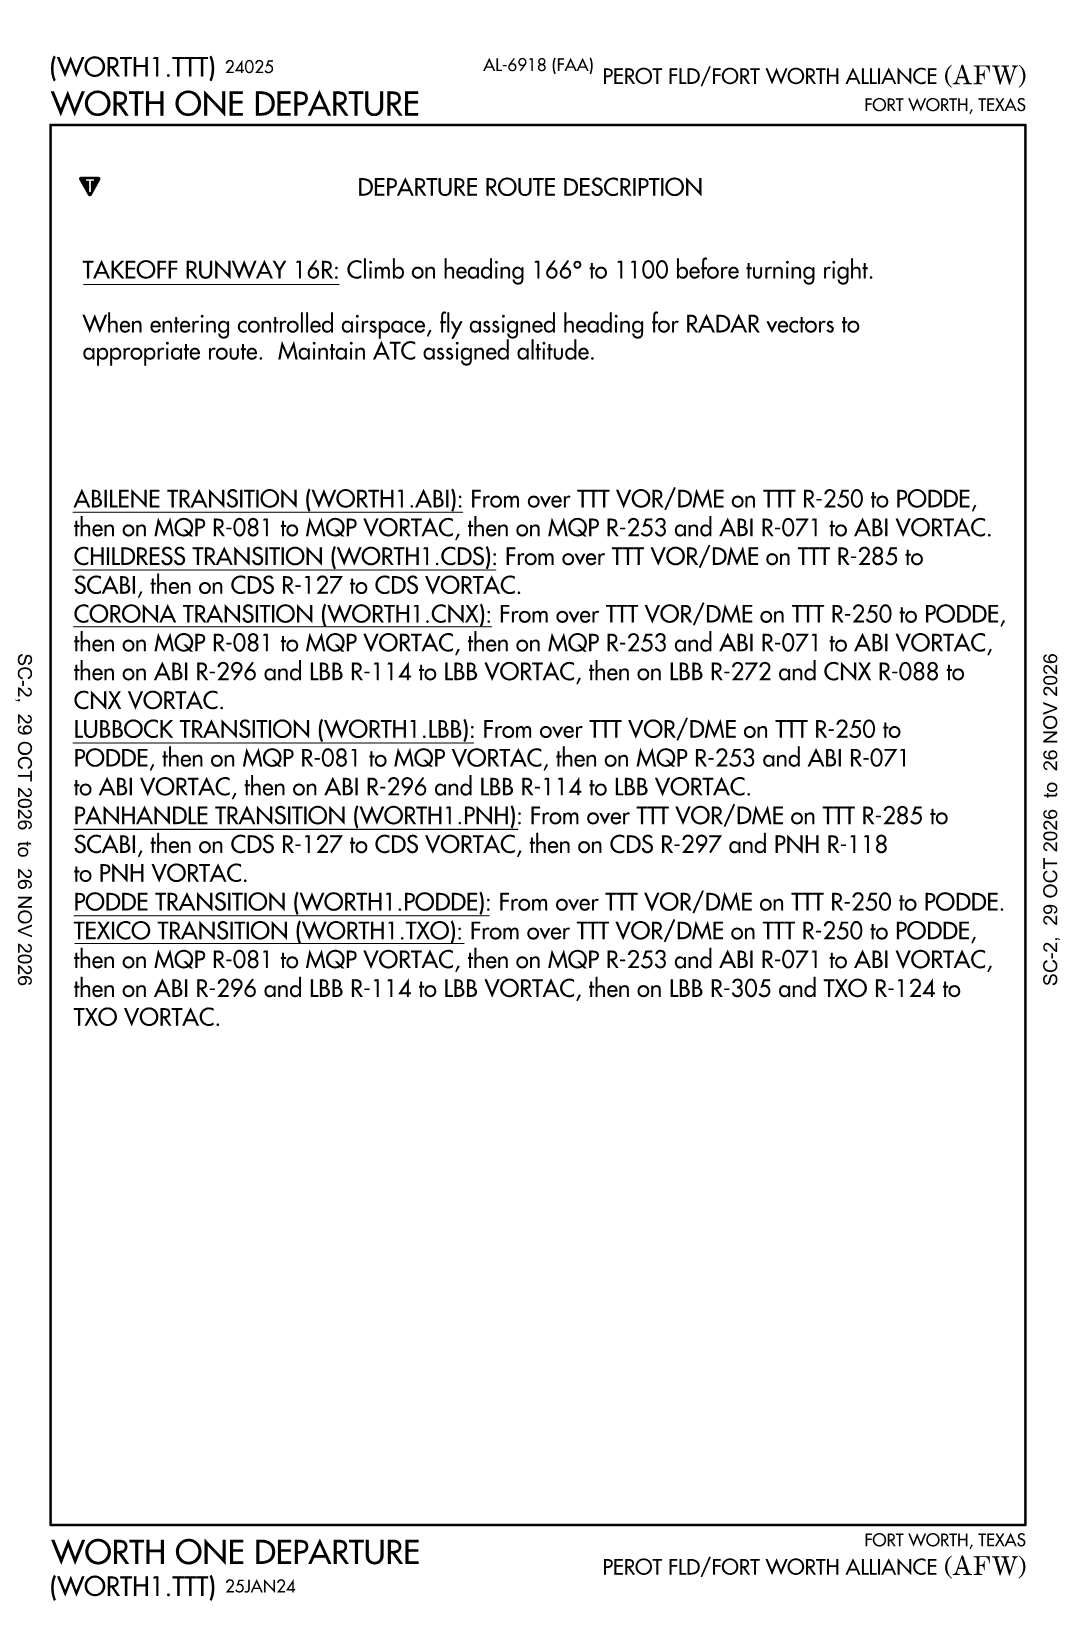 (WORTH1.TTT) 24025
AL-6918 (FAA)
PEROT FLD/FORT WORTH ALLIANCE (AFW)
WORTH ONE DEPARTURE
FORT WORTH, TEXAS
T
DEPARTURE ROUTE DESCRIPTION
TAKEOFF RUNWAY 16R: Climb on heading 166° to 1100 before turning right.
When entering controlled airspace, fly assigned heading for RADAR vectors to
appropriate route. Maintain ATC assigned altitude.
ABILENE TRANSITION (WORTH1.ABI): From over TTT VOR/DME on TTT R-250 to PODDE,
then on MQP R-081 to MQP VORTAC, then on MQP R-253 and ABI R-071 to ABI VORTAC.
CHILDRESS TRANSITION (WORTH1.CDS): From over TTT VOR/DME on TTT R-285 to
SCABI, then on CDS R-127 to CDS VORTAC.
CORONA TRANSITION (WORTH1.CNX): From over TTT VOR/DME on TTT R-250 to PODDE,
then on MQP R-081 to MQP VORTAC, then on MQP R-253 and ABI R-071 to ABI VORTAC,
then on ABI R-296 and LBB R-114 to LBB VORTAC, then on LBB R-272 and CNX R-088 to
CNX VORTAC.
LUBBOCK TRANSITION (WORTH1.LBB): From over TTT VOR/DME on TTT R-250 to
PODDE, then on MQP R-081 to MQP VORTAC, then on MQP R-253 and ABI R-071
to ABI VORTAC, then on ABI R-296 and LBB R-114 to LBB VORTAC.
PANHANDLE TRANSITION (WORTH1.PNH): From over TTT VOR/DME on TTT R-285 to
SCABI, then on CDS R-127 to CDS VORTAC, then on CDS R-297 and PNH R-118
to PNH VORTAC.
PODDE TRANSITION (WORTH1.PODDE): From over TTT VOR/DME on TTT R-250 to PODDE.
TEXICO TRANSITION (WORTH1.TXO): From over TTT VOR/DME on TTT R-250 to PODDE,
then on MQP R-081 to MQP VORTAC, then on MQP R-253 and ABI R-071 to ABI VORTAC,
then on ABI R-296 and LBB R-114 to LBB VORTAC, then on LBB R-305 and TXO R-124 to
TXO VORTAC.
SC-2, 29 OCT 2026 to 26 NOV 2026
SC-2, 29 OCT 2026 to 26 NOV 2026
WORTH ONE DEPARTURE
(WORTH1.TTT) 25JAN24
FORT WORTH, TEXAS
PEROT FLD/FORT WORTH ALLIANCE (AFW)